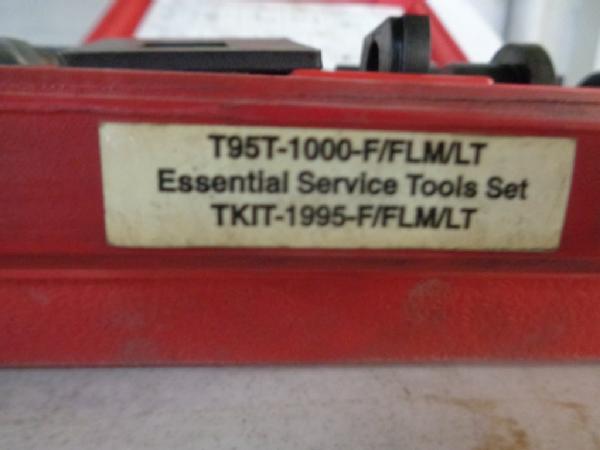 T95T-1000-F/FLM/LT
Essential Service Tools Set
TKIT-1995-F/FLM/LT